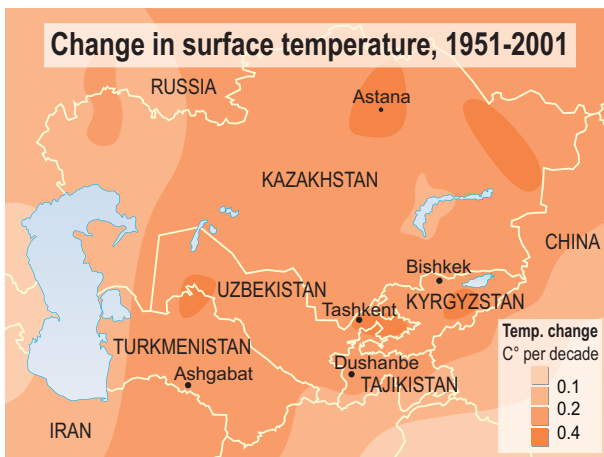 Change in surface temperature, 1951-2001
RUSSIA
Astana
KAZAKHSTAN
CHINA
Bishkek
UZBEKISTAN
KYRGYZSTAN
Tashkent
TURKMENISTAN
Dushanbe
Ashgabat
TAJIKISTAN
IRAN
Temp. change
C° per decade
0.1
0.2
0.4